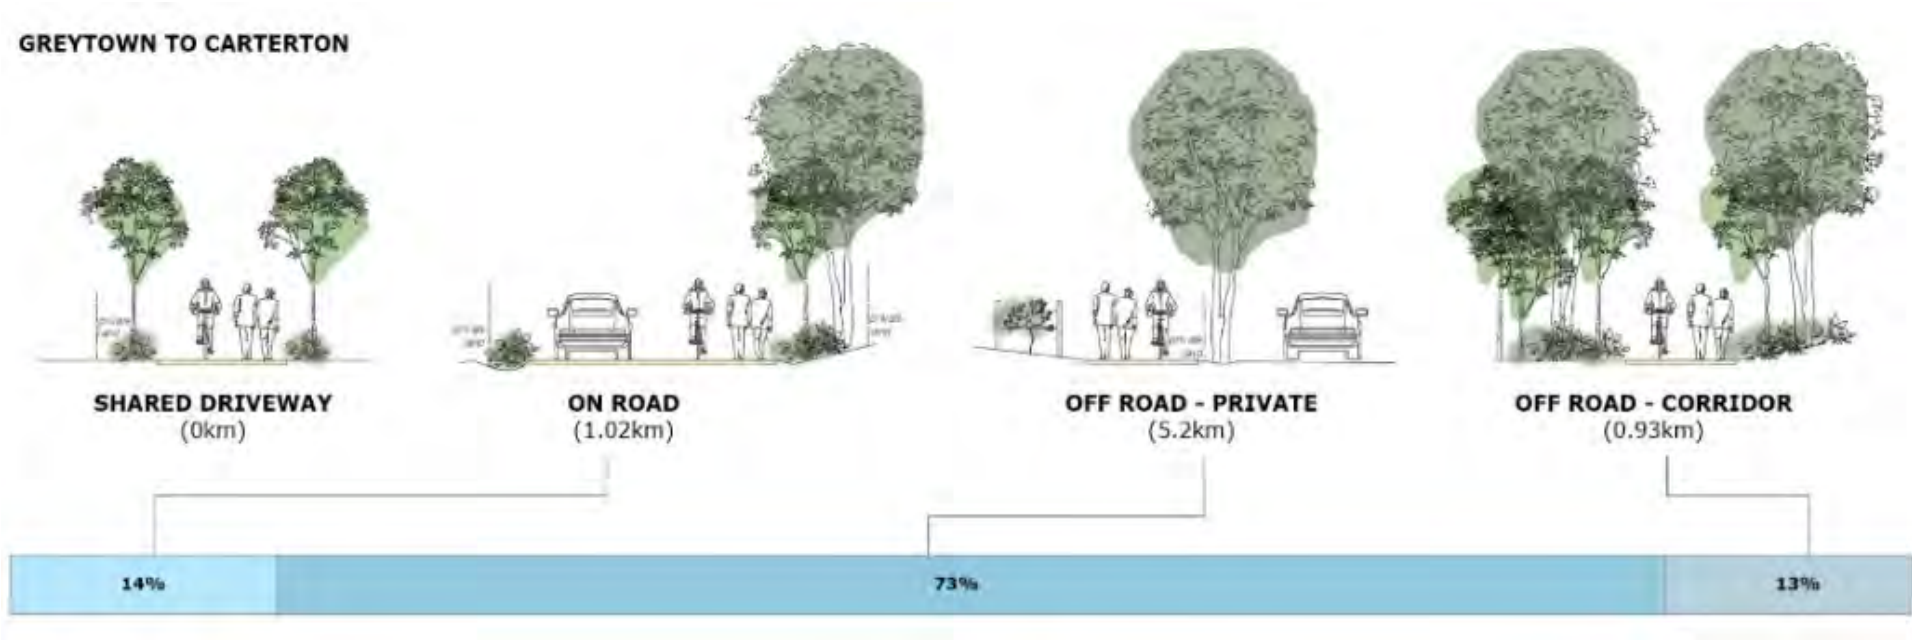 GREYTOWN TO CARTERTON
SHARED DRIVEWAY
(0km)
ON ROAD
(1.02km)
OFF ROAD - PRIVATE
(5.2km)
OFF ROAD - CORRIDOR
(0.93km)
14%
73%
13%